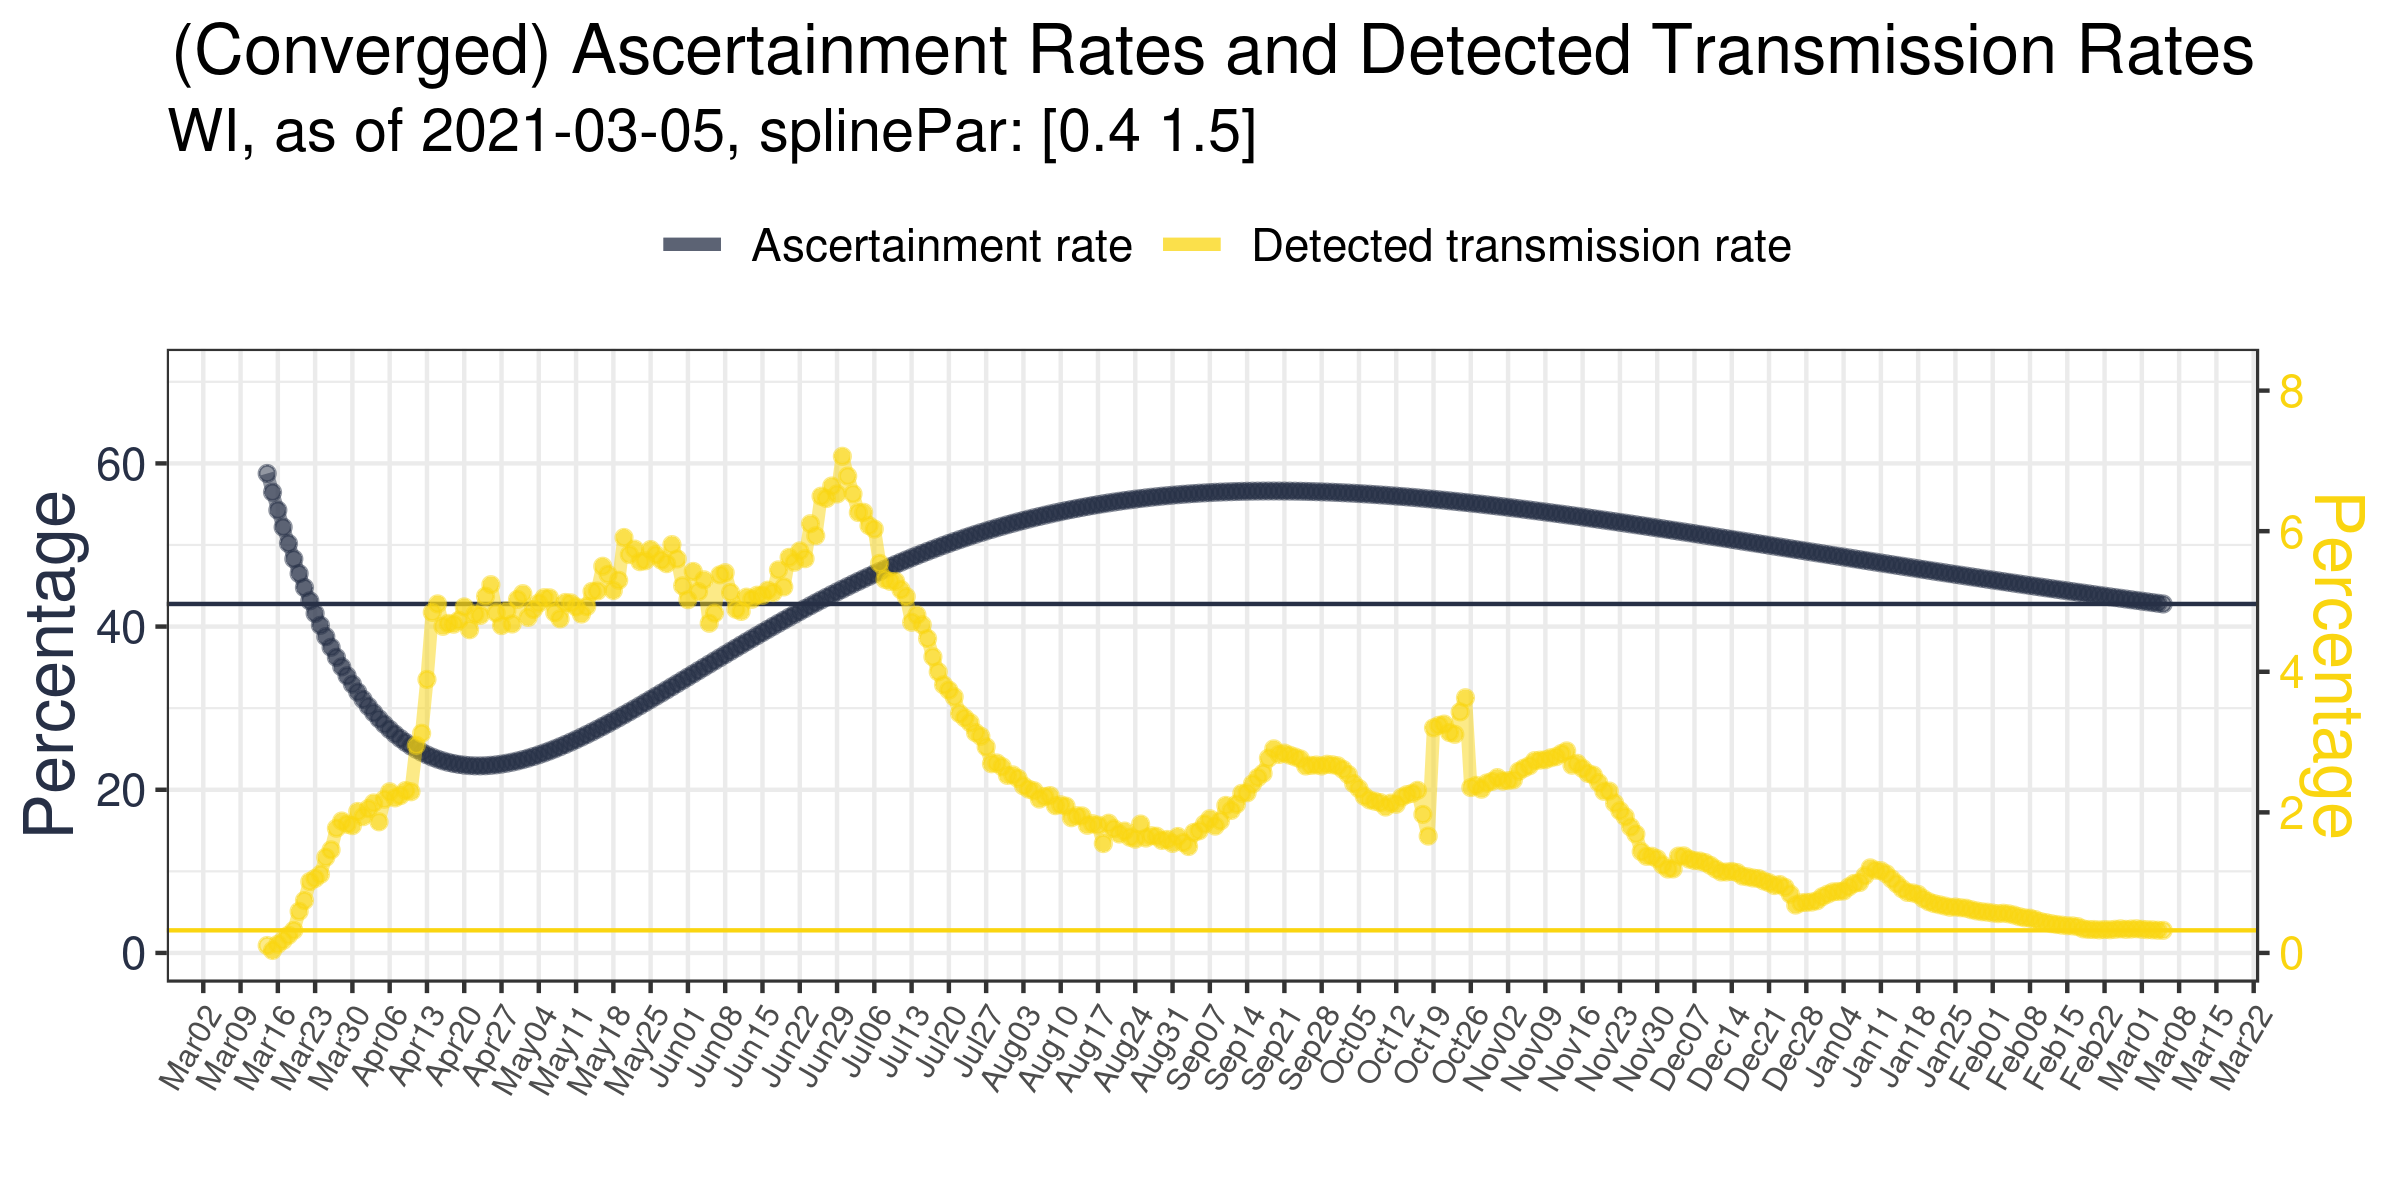 (Converged) Ascertainment Rates and Detected Transmission Rates
WI, as of 2021-03-05, splinePar: [0.4 1.5]
Ascertainment rate Detected transmission rate
Percentage
60
40
20
0
8
6
4
2
0
Percentage
Mar02 Mar09 Mar16 Mar23 Mar30 Apr06 Apr13 Apr20 Apr27 May04 May11 May18 May25 Jun01 Jun08 Jun15 Jun22 Jun29 Jul06 Jul13 Jul20 Jul27 Aug03 Aug10 Aug17 Aug24 Aug31 Sep07 Sep14 Sep21 Sep28 Oct05 Oct12 Oct19 Oct26 Nov02 Nov09 Nov16 Nov23 Nov30 Dec07 Dec14 Dec21 Dec28 Jan04 Jan11 Jan18 Jan25 Feb01 Feb08 Feb15 Feb22 Mar01 Mar08 Mar15 Mar22